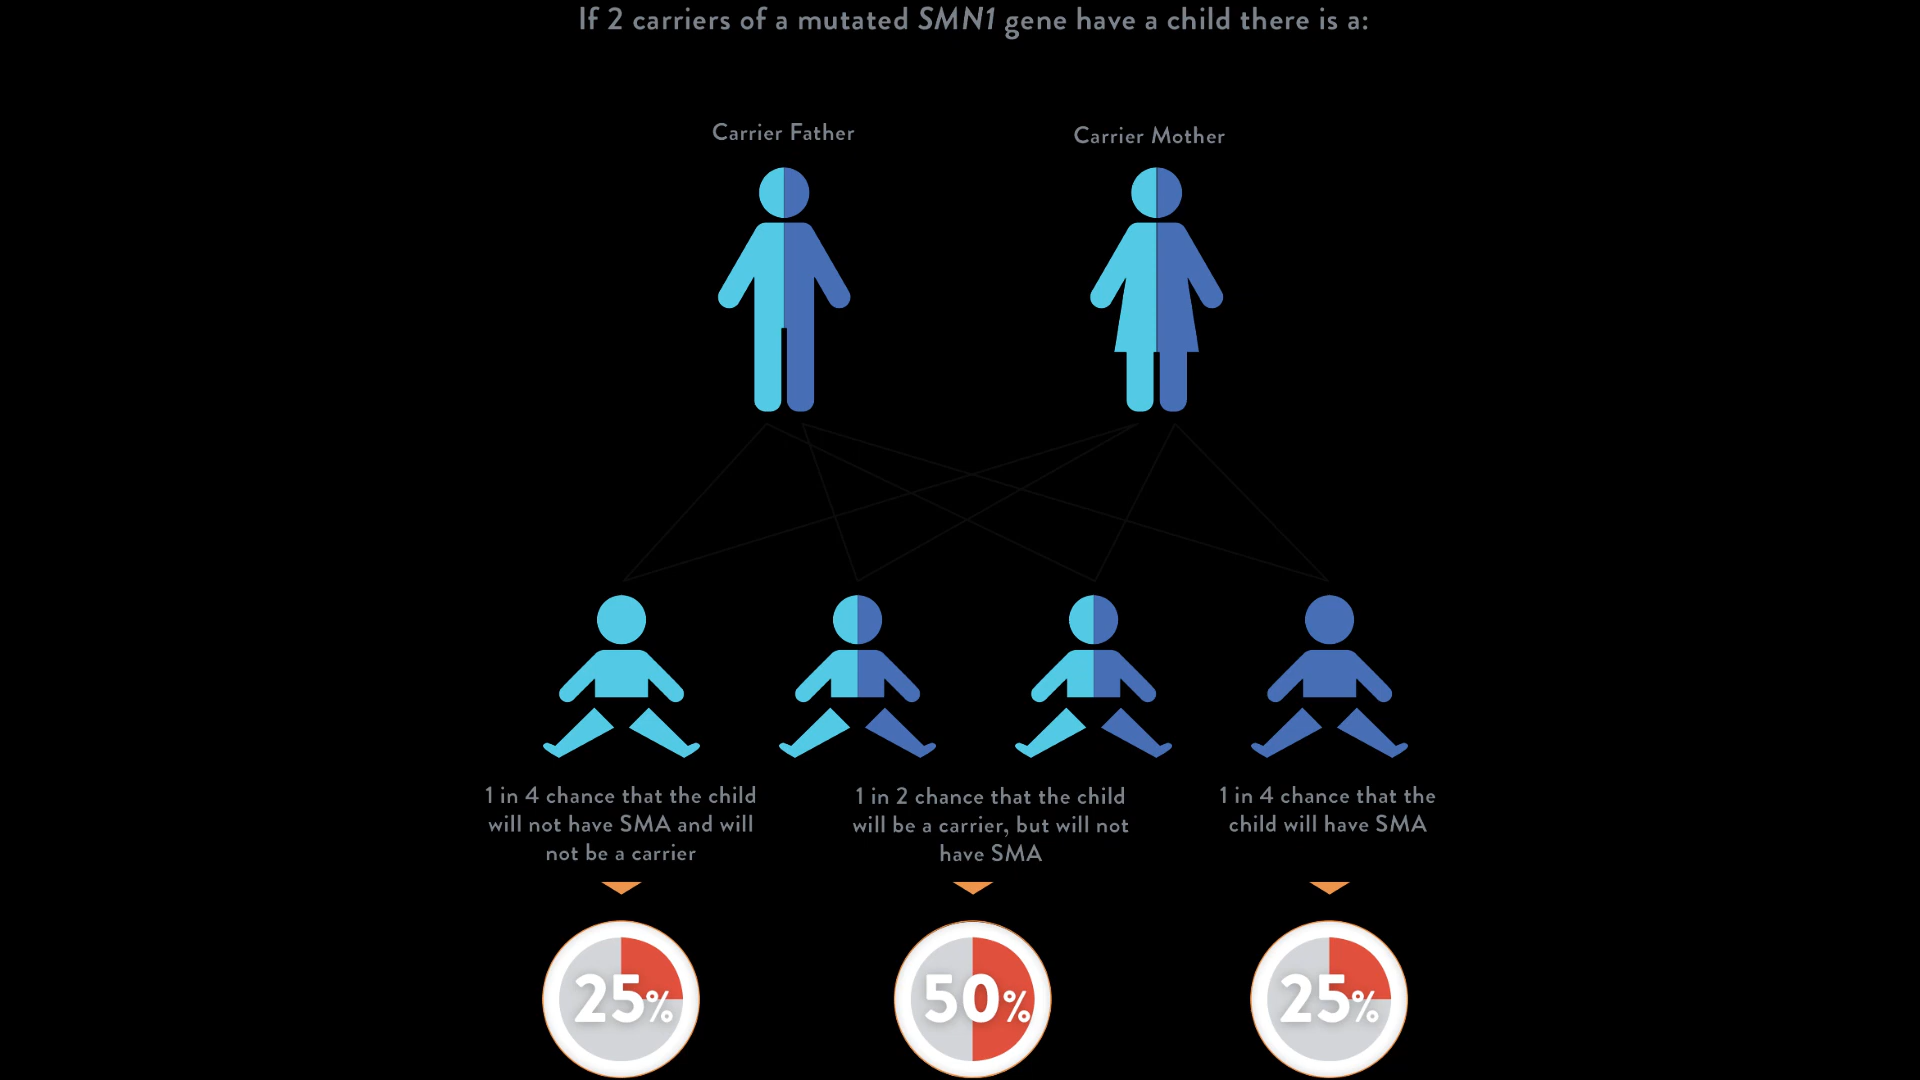 If 2 carriers of a mutated SMN1 gene have a child there is a:
Carrier Father
Carrier Mother
1 in 4 chance that the child
will not have SMA and will
not be a carrier
1 in 2 chance that the child
will be a carrier, but will not
have SMA
1 in 4 chance that the
child will have SMA
25%
50%
25%